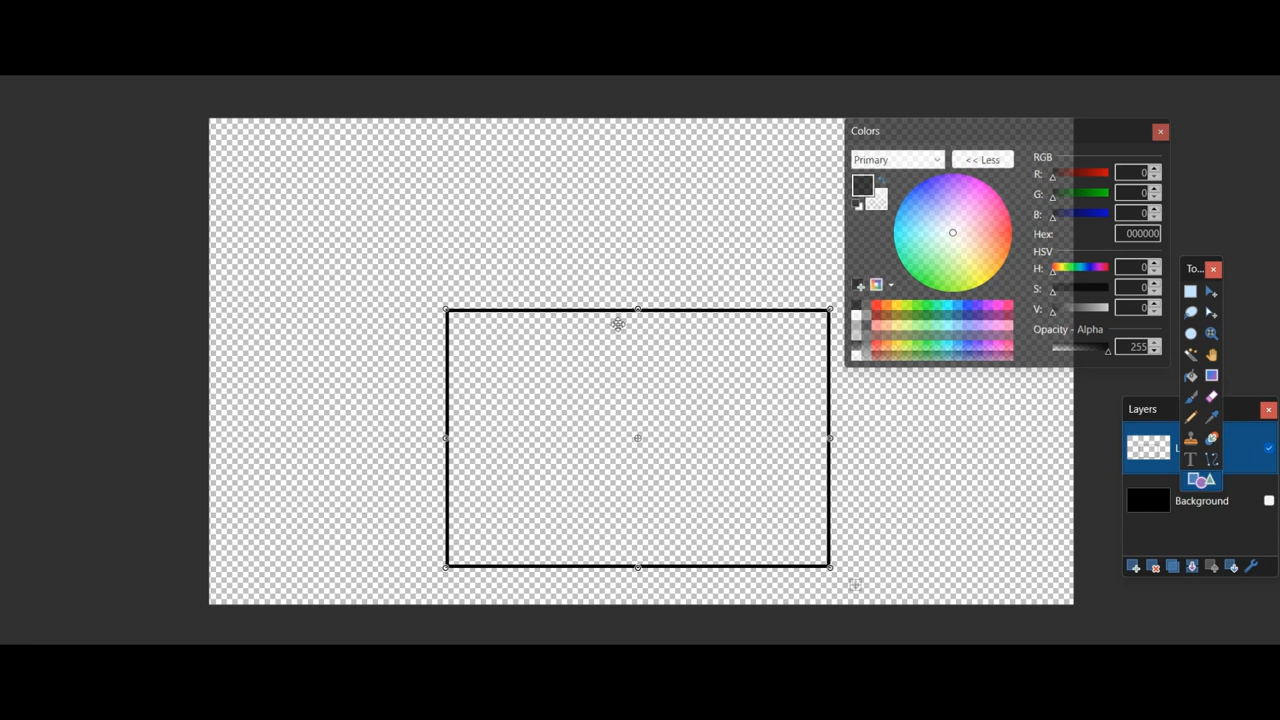 Colors
Primary
<< Less
RGB
R: 0
G: 0
B: 0
Hex: 000000
HSV
H: 0
S: 0
V: 0
Opacity - Alpha
255
To...
T
Layers
L
Background